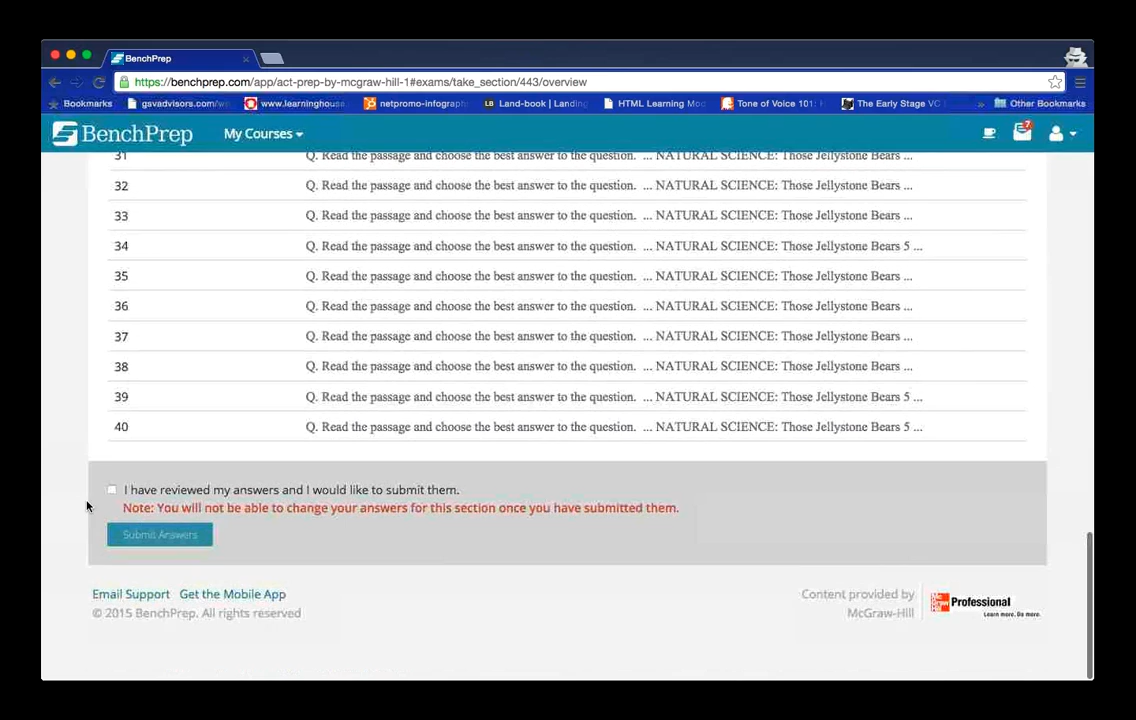 BenchPrep
https://benchprep.com/app/act-prep-by-mcgraw-hill-1#exams/take_section/443/overview
Bookmarks gsvadvisors.com/w www.learninghouse netpromo-infograph LB Land-book | Landing HTML Learning Mod Tone of Voice 101: The Early Stage VC » Other Bookmarks
BenchPrep My Courses 7
31 Q. Read the passage and choose the best answer to the question. ... NATURAL SCIENCE: Those Jellystone Bears ...
32 Q. Read the passage and choose the best answer to the question. ... NATURAL SCIENCE: Those Jellystone Bears ...
33 Q. Read the passage and choose the best answer to the question. ... NATURAL SCIENCE: Those Jellystone Bears ...
34 Q. Read the passage and choose the best answer to the question. ... NATURAL SCIENCE: Those Jellystone Bears 5 ...
35 Q. Read the passage and choose the best answer to the question. ... NATURAL SCIENCE: Those Jellystone Bears ...
36 Q. Read the passage and choose the best answer to the question. ... NATURAL SCIENCE: Those Jellystone Bears ...
37 Q. Read the passage and choose the best answer to the question. ... NATURAL SCIENCE: Those Jellystone Bears ...
38 Q. Read the passage and choose the best answer to the question. ... NATURAL SCIENCE: Those Jellystone Bears ...
39 Q. Read the passage and choose the best answer to the question. ... NATURAL SCIENCE: Those Jellystone Bears 5 ...
40 Q. Read the passage and choose the best answer to the question. ... NATURAL SCIENCE: Those Jellystone Bears 5 ...
I have reviewed my answers and I would like to submit them.
Note: You will not be able to change your answers for this section once you have submitted them.
Submit Answers
Email Support Get the Mobile App
© 2015 BenchPrep. All rights reserved
Content provided by
McGraw-Hill
Professional
Learn more. Do more.